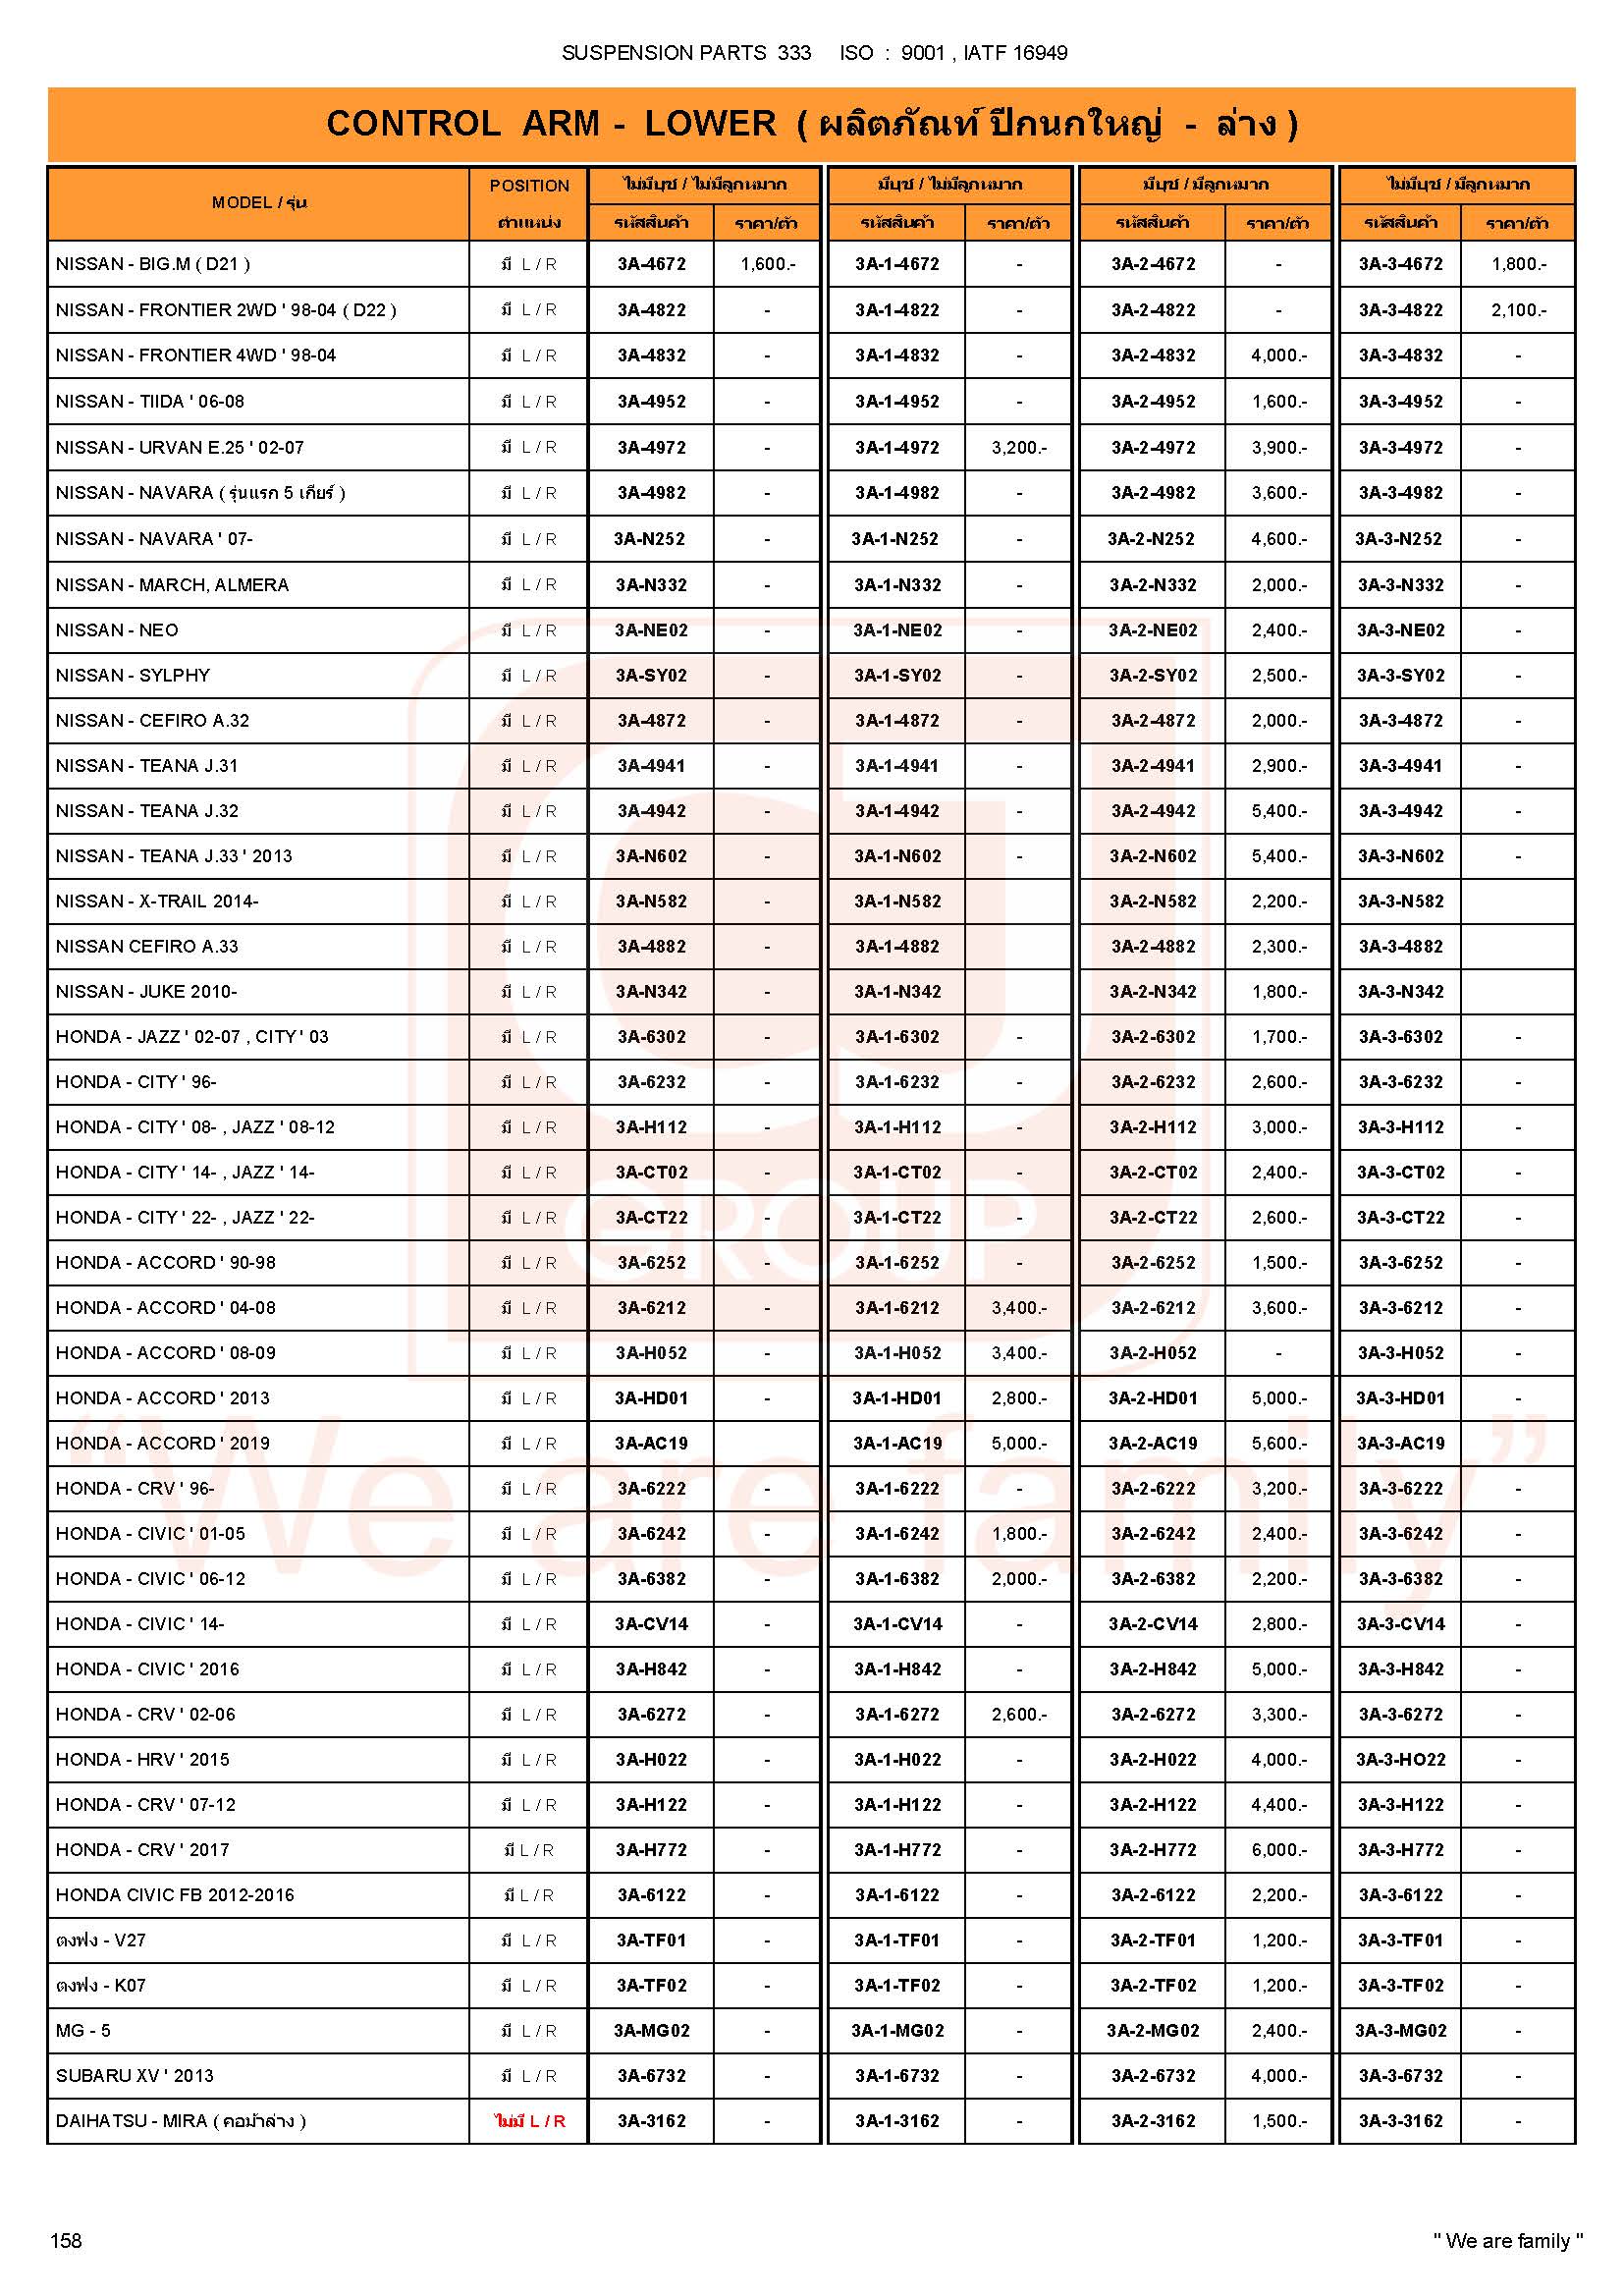 SUSPENSION PARTS 333 ISO : 9001 , IATF 16949
CONTROL ARM - LOWER ( ผลิตภัณท์ ปีกนกใหญ่ - ล่าง )
MODEL / รุ่น POSITION ตำแหน่ง ไม่มีบุช / ไม่มีลูกหมาก มีบุช / ไม่มีลูกหมาก มีบุช / มีลูกหมาก ไม่มีบุช / มีลูกหมาก
รหัสสินค้า ราคา/ตัว รหัสสินค้า ราคา/ตัว รหัสสินค้า ราคา/ตัว รหัสสินค้า ราคา/ตัว
NISSAN - BIG.M ( D21 ) มี L / R 3A-4672 1,600.- 3A-1-4672 - 3A-2-4672 - 3A-3-4672 1,800.-
NISSAN - FRONTIER 2WD ' 98-04 ( D22 ) มี L / R 3A-4822 - 3A-1-4822 - 3A-2-4822 - 3A-3-4822 2,100.-
NISSAN - FRONTIER 4WD ' 98-04 มี L / R 3A-4832 - 3A-1-4832 - 3A-2-4832 4,000.- 3A-3-4832 -
NISSAN - TIIDA ' 06-08 มี L / R 3A-4952 - 3A-1-4952 - 3A-2-4952 1,600.- 3A-3-4952 -
NISSAN - URVAN E.25 ' 02-07 มี L / R 3A-4972 - 3A-1-4972 3,200.- 3A-2-4972 3,900.- 3A-3-4972 -
NISSAN - NAVARA ( รุ่นแรก 5 เกียร์ ) มี L / R 3A-4982 - 3A-1-4982 - 3A-2-4982 3,600.- 3A-3-4982 -
NISSAN - NAVARA ' 07- มี L / R 3A-N252 - 3A-1-N252 - 3A-2-N252 4,600.- 3A-3-N252 -
NISSAN - MARCH, ALMERA มี L / R 3A-N332 - 3A-1-N332 - 3A-2-N332 2,000.- 3A-3-N332 -
NISSAN - NEO มี L / R 3A-NE02 - 3A-1-NE02 - 3A-2-NE02 2,400.- 3A-3-NE02 -
NISSAN - SYLPHY มี L / R 3A-SY02 - 3A-1-SY02 - 3A-2-SY02 2,500.- 3A-3-SY02 -
NISSAN - CEFIRO A.32 มี L / R 3A-4872 - 3A-1-4872 - 3A-2-4872 2,000.- 3A-3-4872 -
NISSAN - TEANA J.31 มี L / R 3A-4941 - 3A-1-4941 - 3A-2-4941 2,900.- 3A-3-4941 -
NISSAN - TEANA J.32 มี L / R 3A-4942 - 3A-1-4942 - 3A-2-4942 5,400.- 3A-3-4942 -
NISSAN - TEANA J.33 ' 2013 มี L / R 3A-N602 - 3A-1-N602 - 3A-2-N602 5,400.- 3A-3-N602 -
NISSAN - X-TRAIL 2014- มี L / R 3A-N582 - 3A-1-N582 3A-2-N582 2,200.- 3A-3-N582
NISSAN CEFIRO A.33 มี L / R 3A-4882 - 3A-1-4882 3A-2-4882 2,300.- 3A-3-4882
NISSAN - JUKE 2010- มี L / R 3A-N342 - 3A-1-N342 3A-2-N342 1,800.- 3A-3-N342
HONDA - JAZZ ' 02-07 , CITY ' 03 มี L / R 3A-6302 - 3A-1-6302 - 3A-2-6302 1,700.- 3A-3-6302 -
HONDA - CITY ' 96- มี L / R 3A-6232 - 3A-1-6232 - 3A-2-6232 2,600.- 3A-3-6232 -
HONDA - CITY ' 08- , JAZZ ' 08-12 มี L / R 3A-H112 - 3A-1-H112 - 3A-2-H112 3,000.- 3A-3-H112 -
HONDA - CITY ' 14- , JAZZ ' 14- มี L / R 3A-CT02 - 3A-1-CT02 - 3A-2-CT02 2,400.- 3A-3-CT02 -
HONDA - CITY ' 22- , JAZZ ' 22- มี L / R 3A-CT22 - 3A-1-CT22 - 3A-2-CT22 2,600.- 3A-3-CT22 -
HONDA - ACCORD ' 90-98 มี L / R 3A-6252 - 3A-1-6252 - 3A-2-6252 1,500.- 3A-3-6252 -
HONDA - ACCORD ' 04-08 มี L / R 3A-6212 - 3A-1-6212 3,400.- 3A-2-6212 3,600.- 3A-3-6212 -
HONDA - ACCORD ' 08-09 มี L / R 3A-H052 - 3A-1-H052 3,400.- 3A-2-H052 - 3A-3-H052 -
HONDA - ACCORD ' 2013 มี L / R 3A-HD01 - 3A-1-HD01 2,800.- 3A-2-HD01 5,000.- 3A-3-HD01 -
HONDA - ACCORD ' 2019 มี L / R 3A-AC19 3A-1-AC19 5,000.- 3A-2-AC19 5,600.- 3A-3-AC19 -
HONDA - CRV ' 96- มี L / R 3A-6222 - 3A-1-6222 - 3A-2-6222 3,200.- 3A-3-6222 -
HONDA - CIVIC ' 01-05 มี L / R 3A-6242 - 3A-1-6242 1,800.- 3A-2-6242 2,400.- 3A-3-6242 -
HONDA - CIVIC ' 06-12 มี L / R 3A-6382 - 3A-1-6382 2,000.- 3A-2-6382 2,200.- 3A-3-6382 -
HONDA - CIVIC ' 14- มี L / R 3A-CV14 - 3A-1-CV14 - 3A-2-CV14 2,800.- 3A-3-CV14 -
HONDA - CIVIC ' 2016 มี L / R 3A-H842 - 3A-1-H842 - 3A-2-H842 5,000.- 3A-3-H842 -
HONDA - CRV ' 02-06 มี L / R 3A-6272 - 3A-1-6272 2,600.- 3A-2-6272 3,300.- 3A-3-6272 -
HONDA - HRV ' 2015 มี L / R 3A-H022 - 3A-1-H022 - 3A-2-H022 4,000.- 3A-3-HO22 -
HONDA - CRV ' 07-12 มี L / R 3A-H122 - 3A-1-H122 - 3A-2-H122 4,400.- 3A-3-H122 -
HONDA - CRV ' 2017 มี L / R 3A-H772 - 3A-1-H772 - 3A-2-H772 6,000.- 3A-3-H772 -
HONDA CIVIC FB 2012-2016 มี L / R 3A-6122 - 3A-1-6122 - 3A-2-6122 2,200.- 3A-3-6122 -
ตงฟง - V27 มี L / R 3A-TF01 - 3A-1-TF01 - 3A-2-TF01 1,200.- 3A-3-TF01 -
ตงฟง - K07 มี L / R 3A-TF02 - 3A-1-TF02 - 3A-2-TF02 1,200.- 3A-3-TF02 -
MG - 5 มี L / R 3A-MG02 - 3A-1-MG02 - 3A-2-MG02 2,400.- 3A-3-MG02 -
SUBARU XV ' 2013 มี L / R 3A-6732 - 3A-1-6732 - 3A-2-6732 4,000.- 3A-3-6732 -
DAIHATSU - MIRA ( คอม้าล่าง ) ไม่มี L / R 3A-3162 - 3A-1-3162 - 3A-2-3162 1,500.- 3A-3-3162 -
CJ
GROUP
“We are family”
158 " We are family "